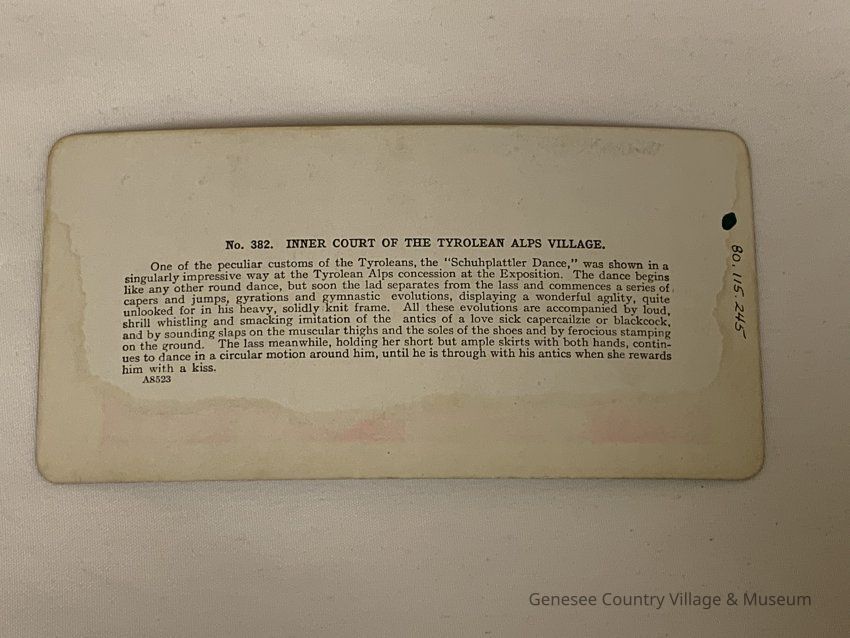 No. 382. INNER COURT OF THE TYROLEAN ALPS VILLAGE.
One of the peculiar customs of the Tyroleans, the "Schuhplattler Dance," was shown in a
singularly impressive way at the Tyrolean Alps concession at the Exposition. The dance begins
like any other round dance, but soon the lad separates from the lass and commences a series of
capers and jumps, gyrations and gymnastic evolutions, displaying a wonderful agility, quite
unlooked for in his heavy, solidly knit frame. All these evolutions are accompanied by loud,
shrill whistling and smacking imitation of the antics of a love sick capercailzie or blackcock,
and by sounding slaps on the muscular thighs and the soles of the shoes and by ferocious stamping
on the ground. The lass meanwhile, holding her short but ample skirts with both hands, contin-
ues to dance in a circular motion around him, until he is through with his antics when she rewards
him with a kiss.
A8523
80.115.245
Genesee Country Village & Museum